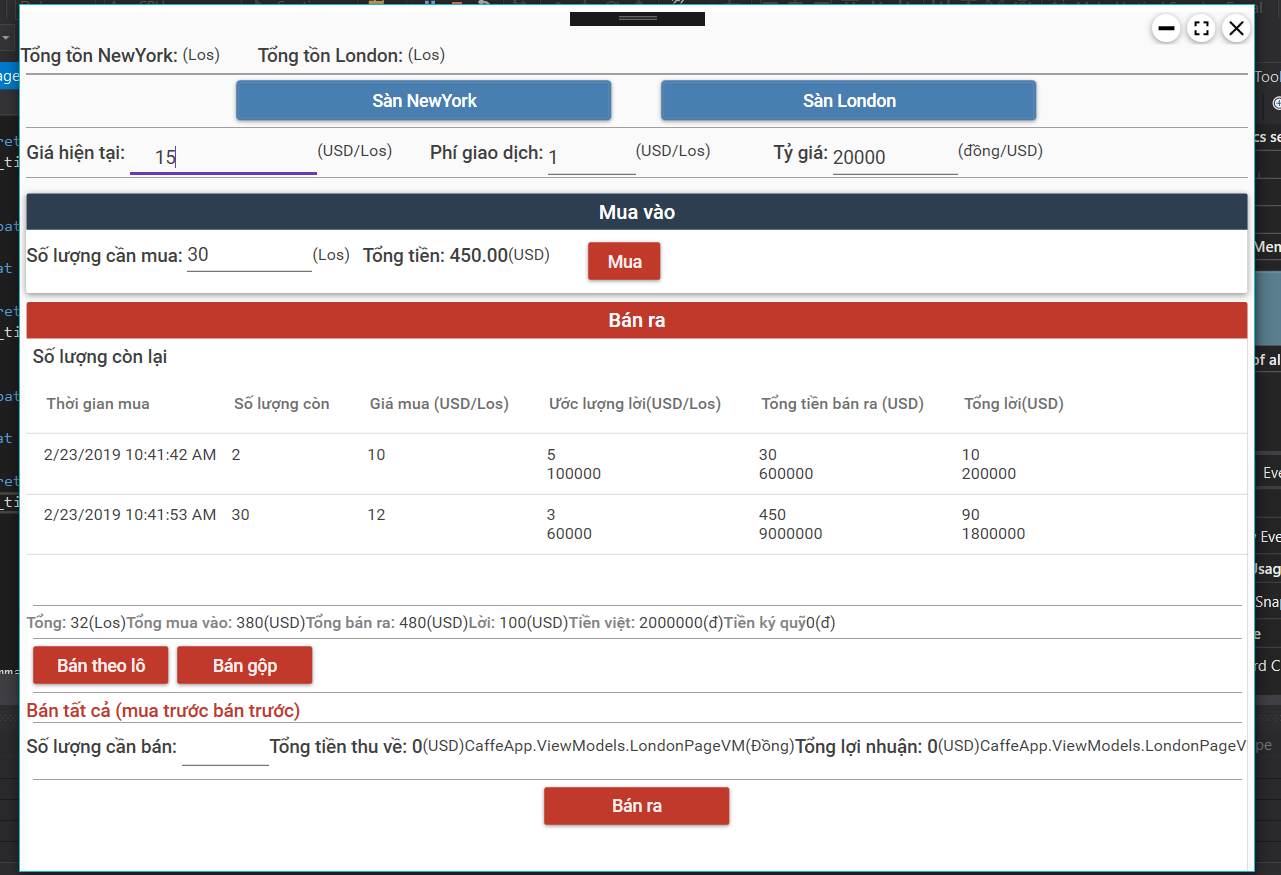 Tổng tồn NewYork: (Los) Tổng tồn London: (Los)
Sàn NewYork Sàn London
Giá hiện tại: 15 (USD/Los) Phí giao dịch: 1 (USD/Los) Tỷ giá: 20000 (đồng/USD)
Mua vào
Số lượng cần mua: 30 (Los) Tổng tiền: 450.00(USD) Mua
Bán ra
Số lượng còn lại
Thời gian mua Số lượng còn Giá mua (USD/Los) Ước lượng lời(USD/Los) Tổng tiền bán ra (USD) Tổng lời(USD)
2/23/2019 10:41:42 AM 2 10 5 30 10
100000 600000 200000
2/23/2019 10:41:53 AM 30 12 3 450 90
60000 9000000 1800000
Tổng: 32(Los)Tổng mua vào: 380(USD)Tổng bán ra: 480(USD)Lời: 100(USD)Tiền việt: 2000000(đ)Tiền ký quỹ0(đ)
Bán theo lô Bán gộp
Bán tất cả (mua trước bán trước)
Số lượng cần bán: Tổng tiền thu về: 0(USD)CaffeApp.ViewModels.LondonPageVM(Đồng)Tổng lợi nhuận: 0(USD)CaffeApp.ViewModels.LondonPageV
Bán ra